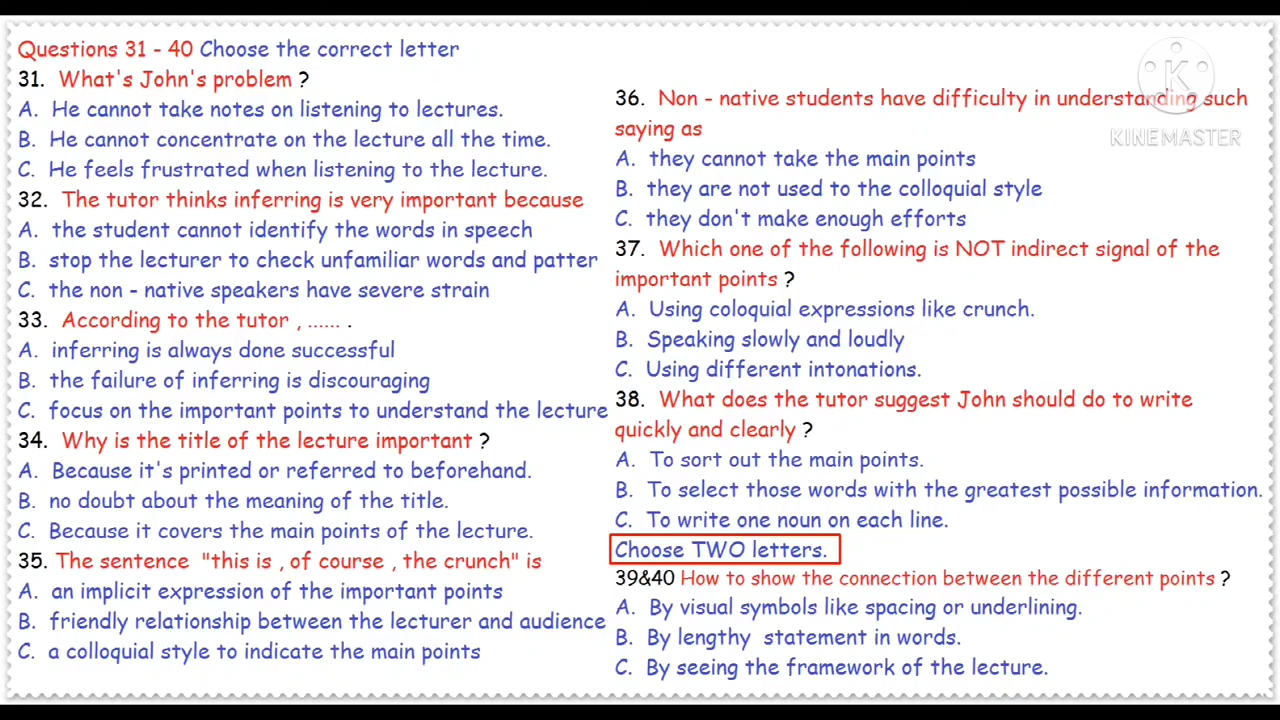 Questions 31 - 40 Choose the correct letter
31. What's John's problem ?
A. He cannot take notes on listening to lectures.
B. He cannot concentrate on the lecture all the time.
C. He feels frustrated when listening to the lecture.
32. The tutor thinks inferring is very important because
A. the student cannot identify the words in speech
B. stop the lecturer to check unfamiliar words and patter
C. the non - native speakers have severe strain
33. According to the tutor , ...... .
A. inferring is always done successful
B. the failure of inferring is discouraging
C. focus on the important points to understand the lecture
34. Why is the title of the lecture important ?
A. Because it's printed or referred to beforehand.
B. no doubt about the meaning of the title.
C. Because it covers the main points of the lecture.
35. The sentence "this is , of course , the crunch" is
A. an implicit expression of the important points
B. friendly relationship between the lecturer and audience
C. a colloquial style to indicate the main points
36. Non - native students have difficulty in understanding such
saying as
A. they cannot take the main points
B. they are not used to the colloquial style
C. they don't make enough efforts
37. Which one of the following is NOT indirect signal of the
important points ?
A. Using coloquial expressions like crunch.
B. Speaking slowly and loudly
C. Using different intonations.
38. What does the tutor suggest John should do to write
quickly and clearly ?
A. To sort out the main points.
B. To select those words with the greatest possible information.
C. To write one noun on each line.
Choose TWO letters.
39&40 How to show the connection between the different points ?
A. By visual symbols like spacing or underlining.
B. By lengthy statement in words.
C. By seeing the framework of the lecture.
K
KINEMASTER